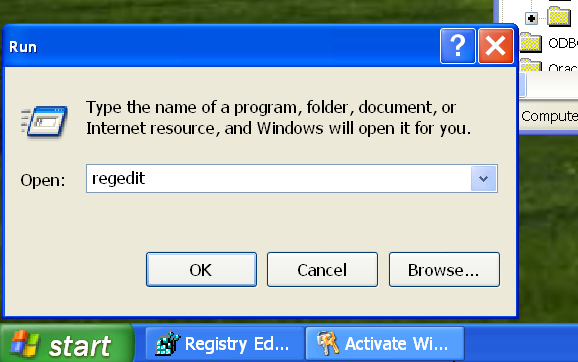 Run
?
ODBC
Orac
Compute
Type the name of a program, folder, document, or
Internet resource, and Windows will open it for you.
Open: regedit
OK Cancel Browse...
start Registry Ed... Activate Wi...